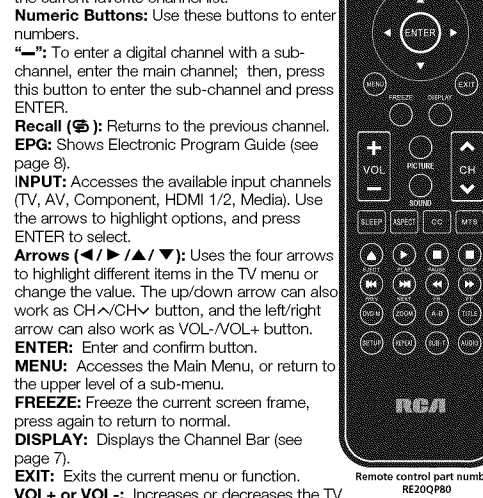 the current favorite channel list.
Numeric Buttons: Use these buttons to enter
numbers.
"—": To enter a digital channel with a sub-
channel, enter the main channel; then, press
this button to enter the sub-channel and press
ENTER.
Recall ( ): Returns to the previous channel.
EPG: Shows Electronic Program Guide (see
page 8).
INPUT: Accesses the available input channels
(TV, AV, Component, HDMI 1/2, Media). Use
the arrows to highlight options, and press
ENTER to select.
Arrows (◄/ ► /▲/ ▼): Uses the four arrows
to highlight different items in the TV menu or
change the value. The up/down arrow can also
work as CH∧/CH∨ button, and the left/right
arrow can also work as VOL-/VOL+ button.
ENTER: Enter and confirm button.
MENU: Accesses the Main Menu, or return to
the upper level of a sub-menu.
FREEZE: Freeze the current screen frame,
press again to return to normal.
DISPLAY: Displays the Channel Bar (see
page 7).
EXIT: Exits the current menu or function.
VOL + or VOL -: Increases or decreases the TV
ENTER
MENU
EXIT
FREEZE
DISPLAY
+
VOL
−
PICTURE
SOUND
CH
SLEEP
ASPECT
CC
MTS
EJECT
PLAY
PAUSE
STOP
PREV
NEXT
FR
FF
DVD-M
ZOOM
A-B
TITLE
SETUP
REPEAT
SUB-T
AUDIO
RCA
Remote control part numb
RE20QP80